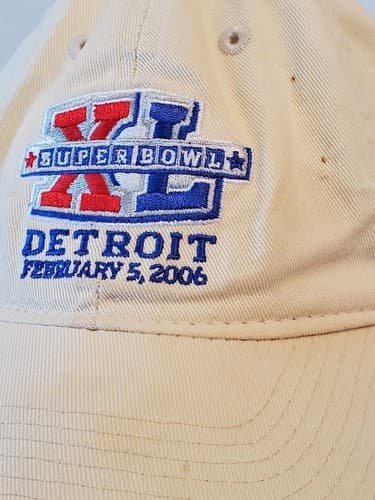 XL
SUPER BOWL
DETROIT
FEBRUARY 5, 2006